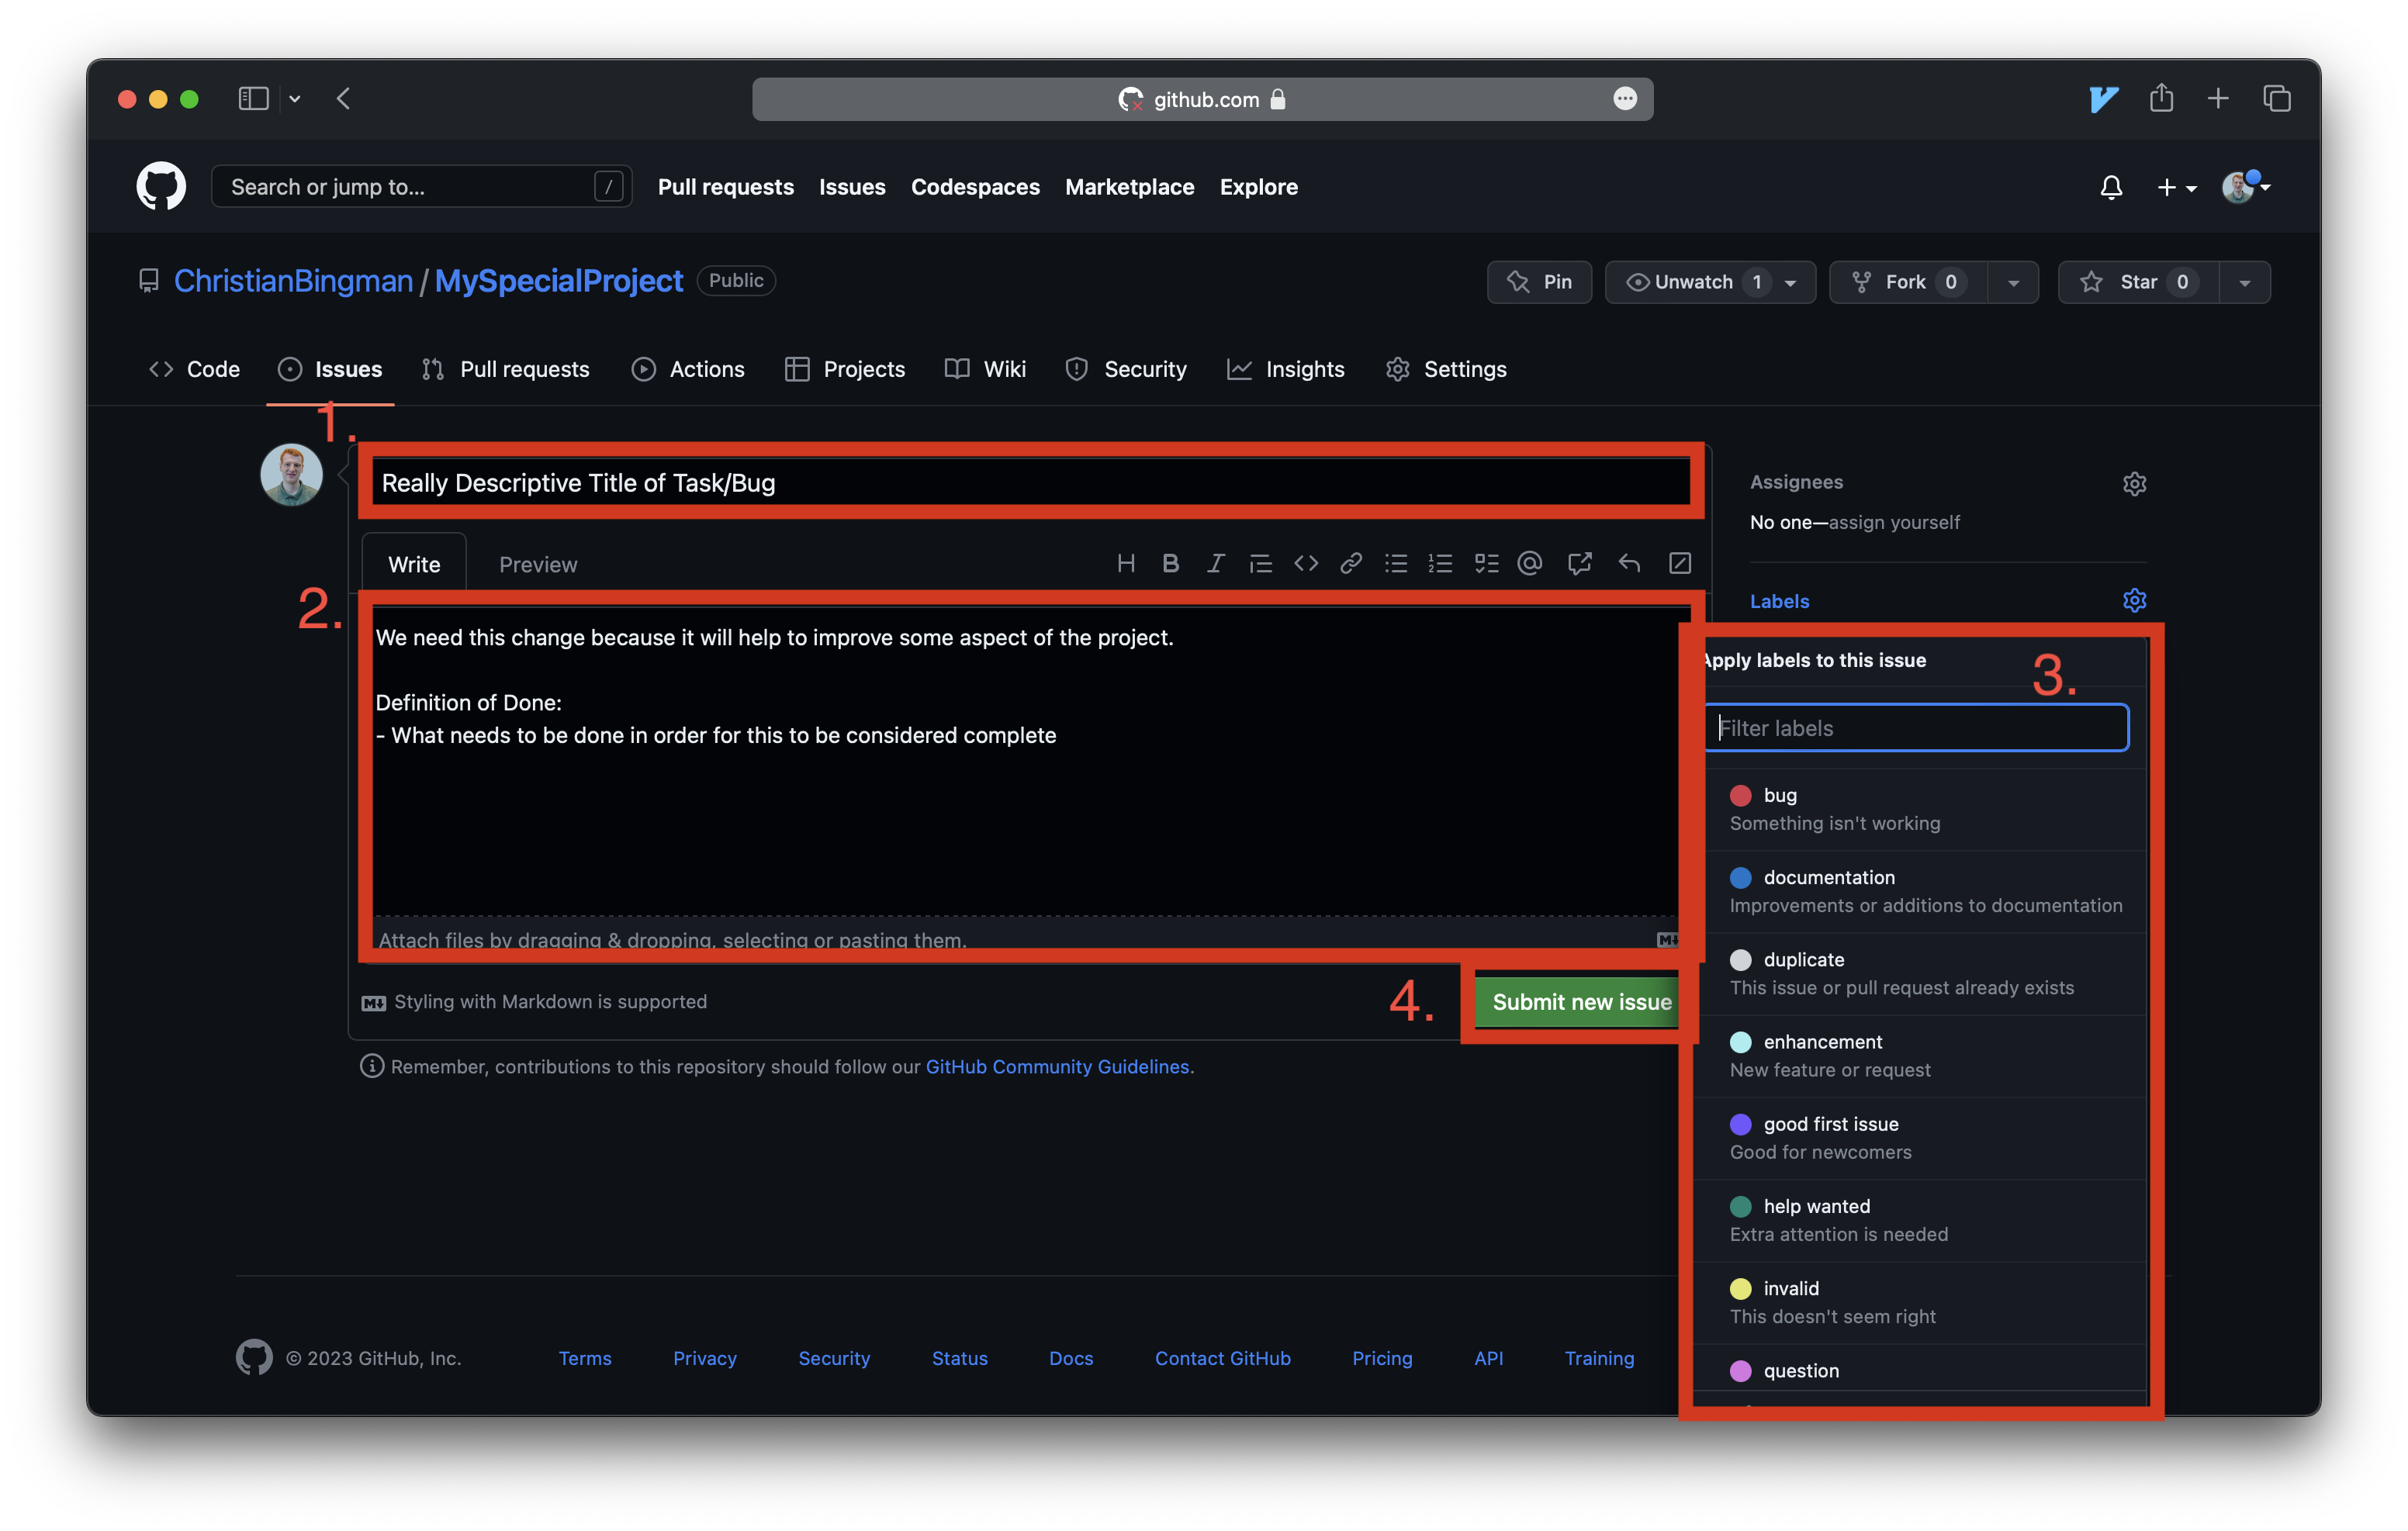 github.com
Search or jump to... / Pull requests Issues Codespaces Marketplace Explore
ChristianBingman / MySpecialProject Public Pin Unwatch 1 Fork 0 Star 0
Code Issues Pull requests Actions Projects Wiki Security Insights Settings
1.
Really Descriptive Title of Task/Bug
Assignees
No one—assign yourself
Write Preview
Labels
2.
We need this change because it will help to improve some aspect of the project.
Definition of Done:
- What needs to be done in order for this to be considered complete
Attach files by dragging & dropping, selecting or pasting them.
Apply labels to this issue
3.
Filter labels
bug
Something isn't working
documentation
Improvements or additions to documentation
duplicate
This issue or pull request already exists
enhancement
New feature or request
good first issue
Good for newcomers
help wanted
Extra attention is needed
invalid
This doesn't seem right
question
Styling with Markdown is supported
4.
Submit new issue
Remember, contributions to this repository should follow our GitHub Community Guidelines.
© 2023 GitHub, Inc. Terms Privacy Security Status Docs Contact GitHub Pricing API Training